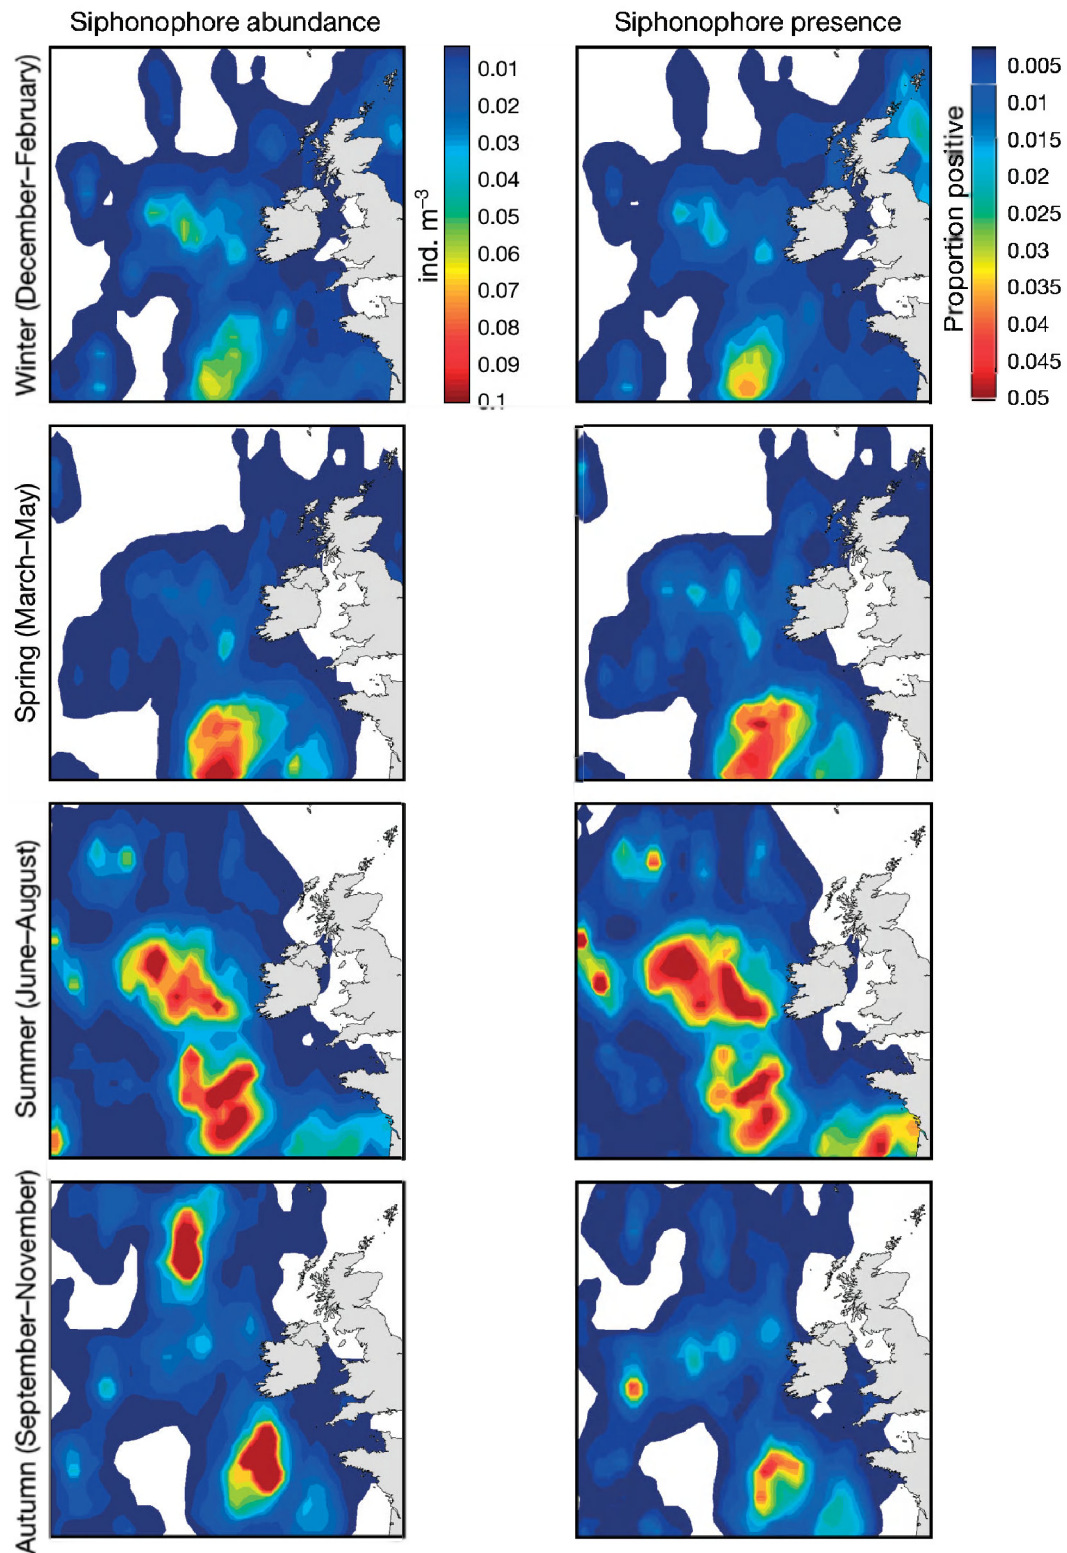 Siphonophore abundance
Siphonophore presence
Winter (December–February)
0.01
0.02
0.03
0.04
0.05
0.06
0.07
0.08
0.09
0.1
ind. m⁻³
Proportion positive
0.005
0.01
0.015
0.02
0.025
0.03
0.035
0.04
0.045
0.05
Spring (March–May)
Summer (June–August)
Autumn (September–November)